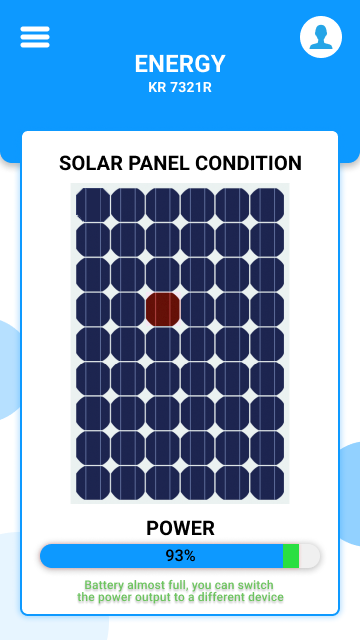 ENERGY
KR 7321R
SOLAR PANEL CONDITION
POWER
93%
Battery almost full, you can switch
the power output to a different device